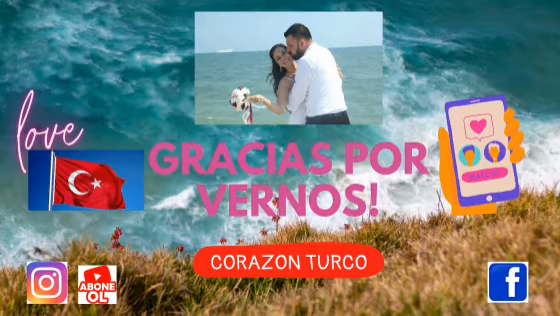 love
GRACIAS POR
VERNOS!
CORAZON TURCO
ABONE
OL